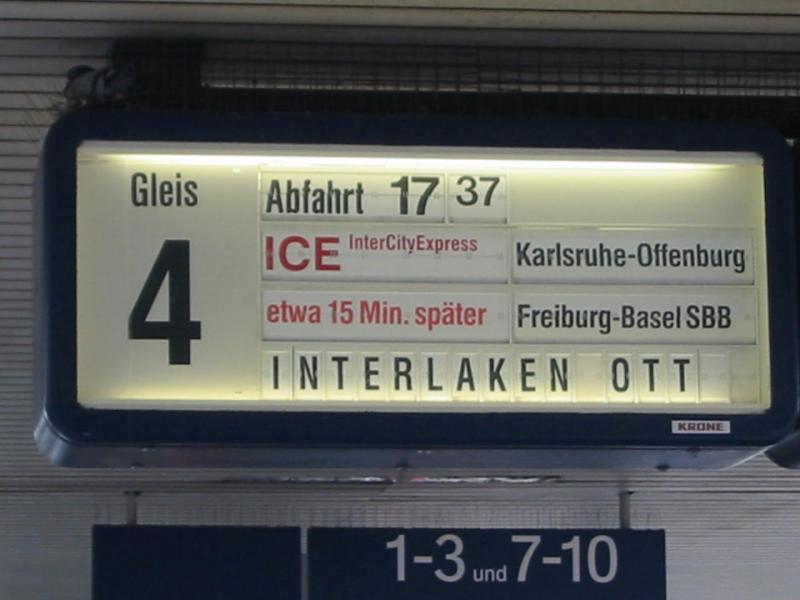 Gleis
4
Abfahrt 17 37
ICE InterCityExpress Karlsruhe-Offenburg
etwa 15 Min. später Freiburg-Basel SBB
INTERLAKEN OTT
KRONE
1-3 und 7-10